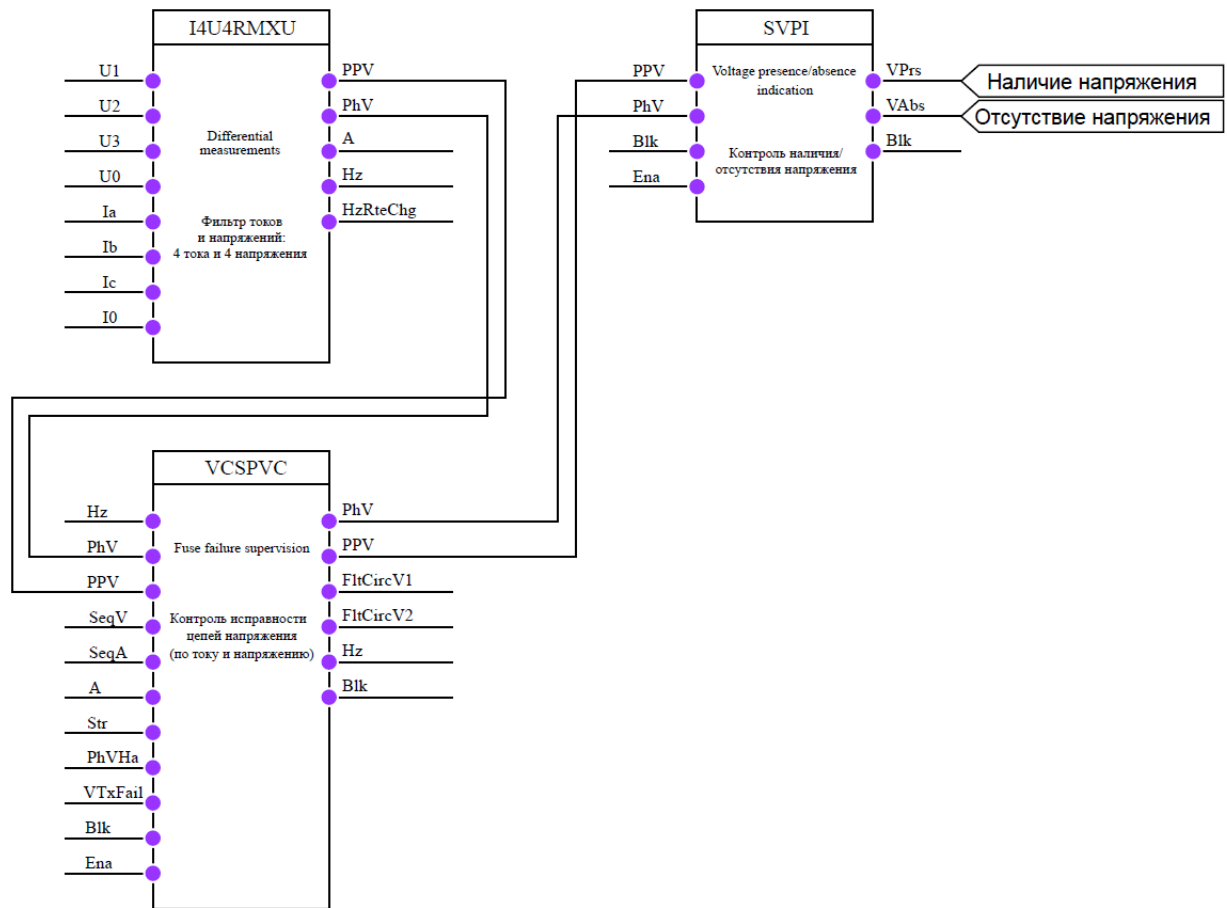 I4U4RMXU
U1
U2
U3
U0
Ia
Ib
Ic
I0
Differential
measurements
Фильтр токов
и напряжений:
4 тока и 4 напряжения
PPV
PhV
A
Hz
HzRteChg
SVPI
PPV
PhV
Blk
Ena
Voltage presence/absence
indication
Контроль наличия/
отсутствия напряжения
VPrs
VAbs
Blk
Наличие напряжения
Отсутствие напряжения
VCSPVC
Hz
PhV
PPV
SeqV
SeqA
A
Str
PhVHa
VTxFail
Blk
Ena
Fuse failure supervision
Контроль исправности
цепей напряжения
(по току и напряжению)
PhV
PPV
FltCircV1
FltCircV2
Hz
Blk